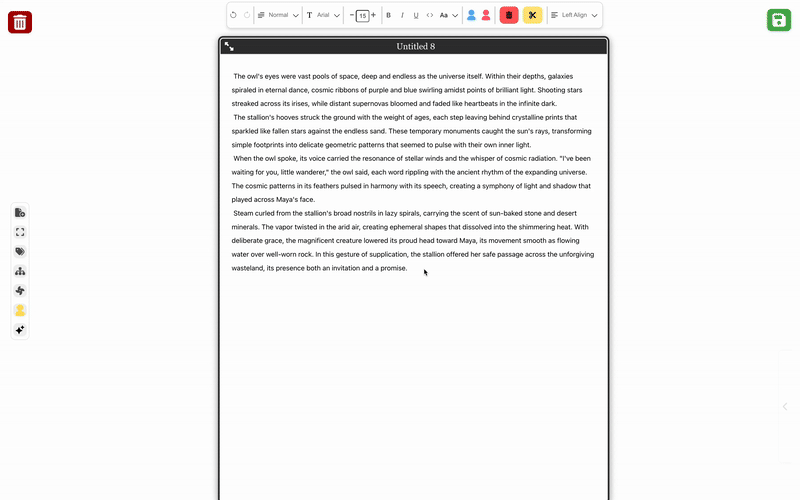 Normal
T Arial
15
B I U <> Aa
Left Align
Untitled 8
The owl's eyes were vast pools of space, deep and endless as the universe itself. Within their depths, galaxies
spiraled in eternal dance, cosmic ribbons of purple and blue swirling amidst points of brilliant light. Shooting stars
streaked across its irises, while distant supernovas bloomed and faded like heartbeats in the infinite dark.
The stallion's hooves struck the ground with the weight of ages, each step leaving behind crystalline prints that
sparkled like fallen stars against the endless sand. These temporary monuments caught the sun's rays, transforming
simple footprints into delicate geometric patterns that seemed to pulse with their own inner light.
When the owl spoke, its voice carried the resonance of stellar winds and the whisper of cosmic radiation. "I've been
waiting for you, little wanderer," the owl said, each word rippling with the ancient rhythm of the expanding universe.
The cosmic patterns in its feathers pulsed in harmony with its speech, creating a symphony of light and shadow that
played across Maya's face.
Steam curled from the stallion's broad nostrils in lazy spirals, carrying the scent of sun-baked stone and desert
minerals. The vapor twisted in the arid air, creating ephemeral shapes that dissolved into the shimmering heat. With
deliberate grace, the magnificent creature lowered its proud head toward Maya, its movement smooth as flowing
water over well-worn rock. In this gesture of supplication, the stallion offered her safe passage across the unforgiving
wasteland, its presence both an invitation and a promise.